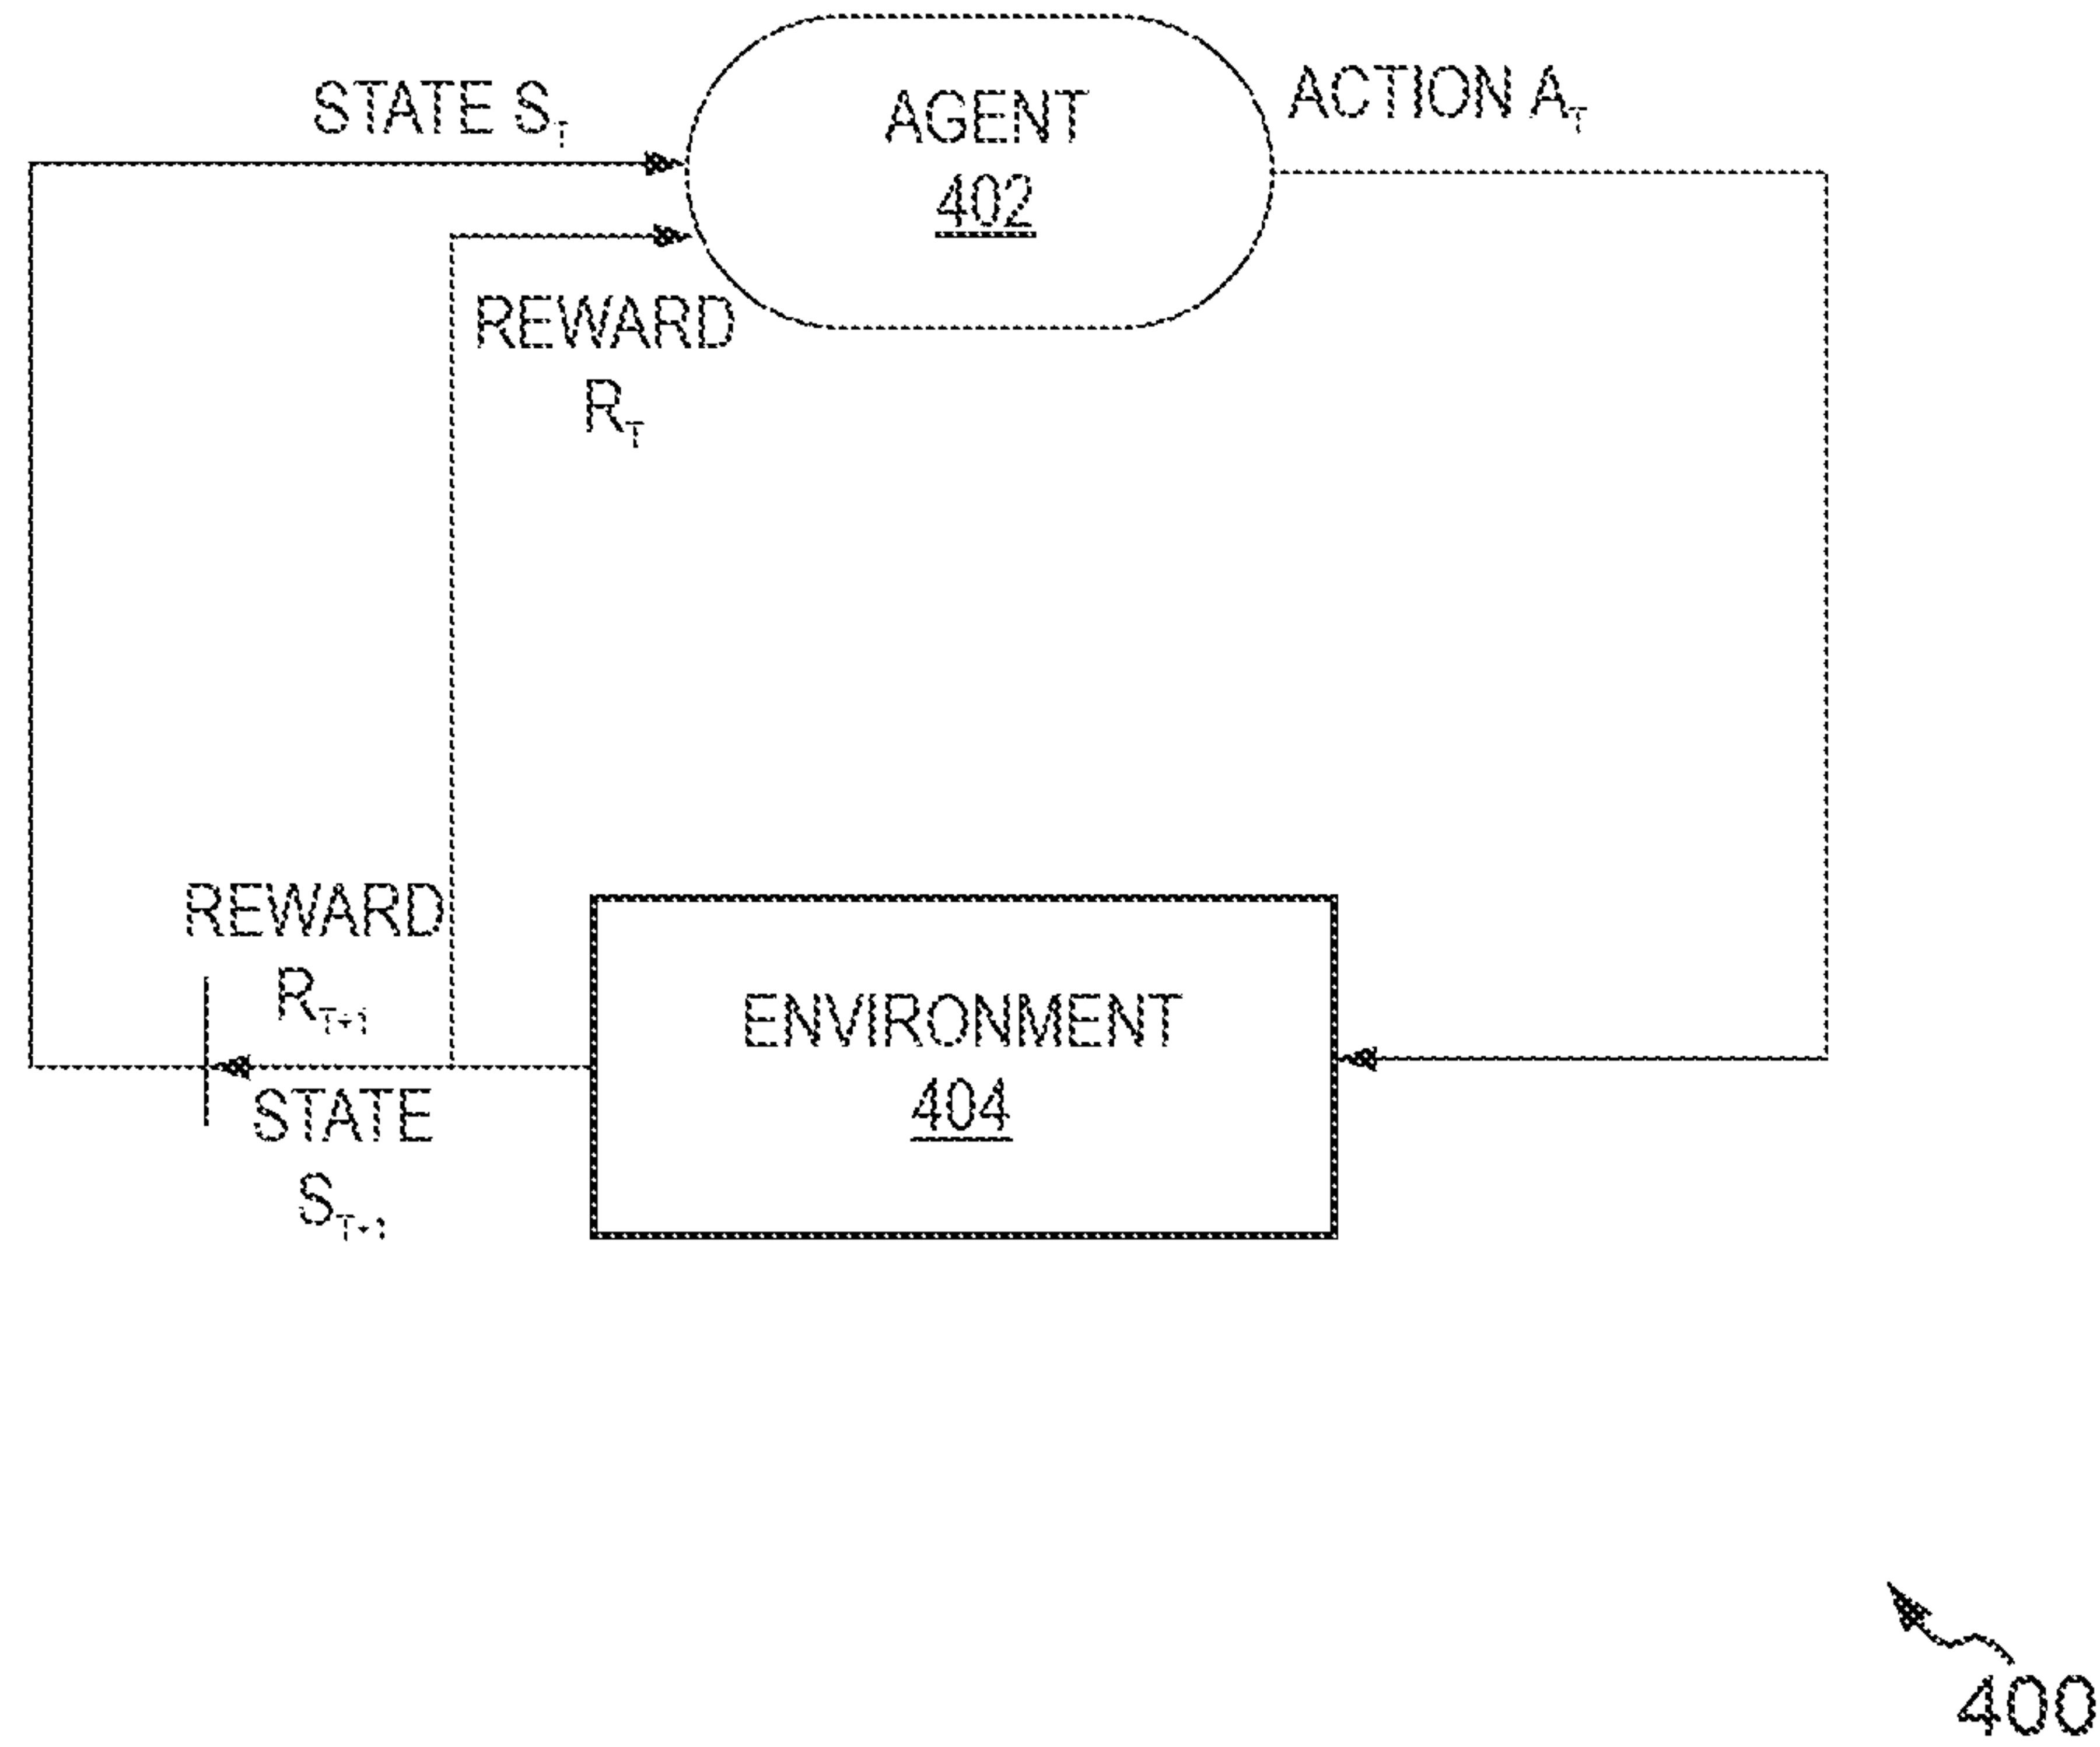 STATE S_T
AGENT
402
ACTION A_T
REWARD
R_T
REWARD
R_T+1
STATE
S_T+1
ENVIRONMENT
404
400